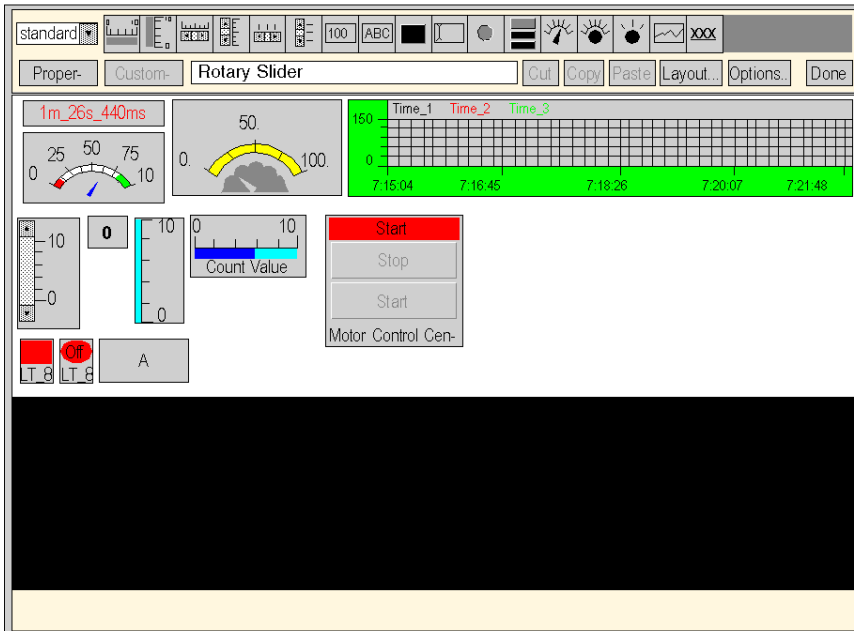 standard 100 ABC XXX
Proper- Custom- Rotary Slider Cut Copy Paste Layout... Options.. Done
1m_26s_440ms
0 25 50 75 10
0. 50. 100.
Time_1 Time_2 Time_3
150
0
7:15:04 7:16:45 7:18:26 7:20:07 7:21:48
10
0
0
10
0
0 10
Count Value
Start
Stop
Start
Motor Control Cen-
LT_8
Off
LT_8
A